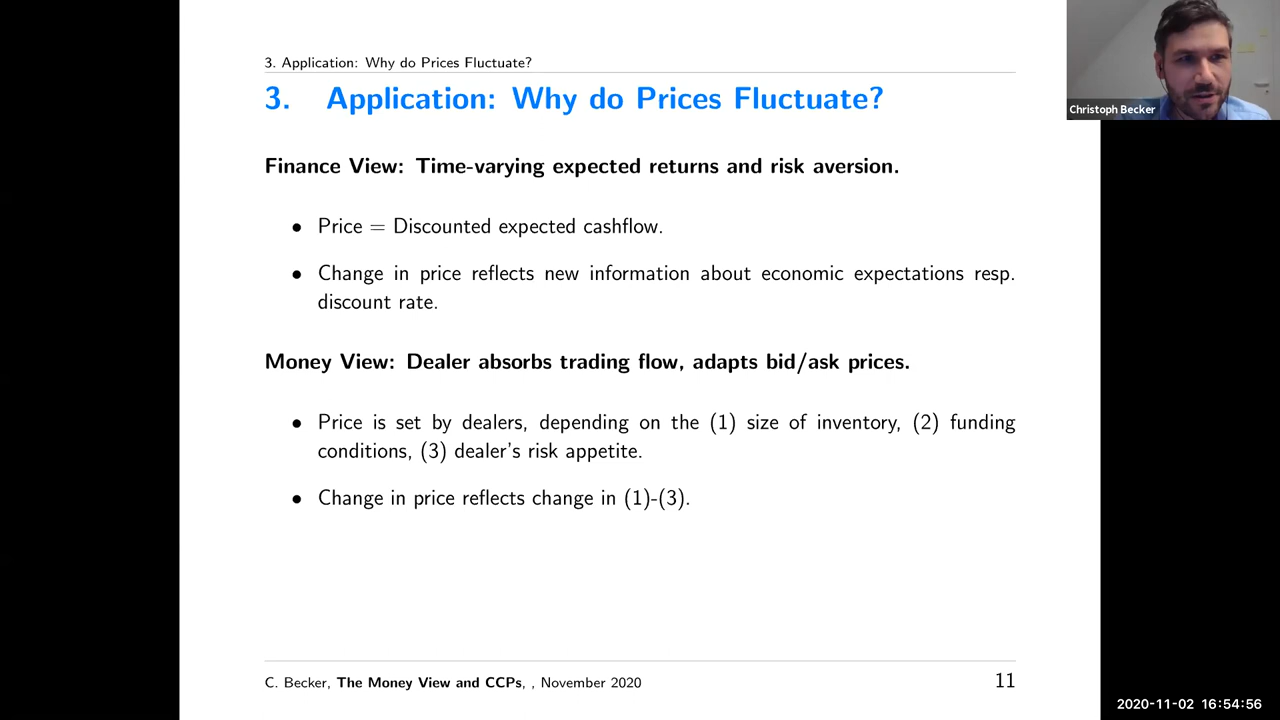 3. Application: Why do Prices Fluctuate?
3. Application: Why do Prices Fluctuate?
Christoph Becker
Finance View: Time-varying expected returns and risk aversion.
• Price = Discounted expected cashflow.
• Change in price reflects new information about economic expectations resp.
discount rate.
Money View: Dealer absorbs trading flow, adapts bid/ask prices.
• Price is set by dealers, depending on the (1) size of inventory, (2) funding
conditions, (3) dealer's risk appetite.
• Change in price reflects change in (1)-(3).
C. Becker, The Money View and CCPs, , November 2020
11
2020-11-02 16:54:56